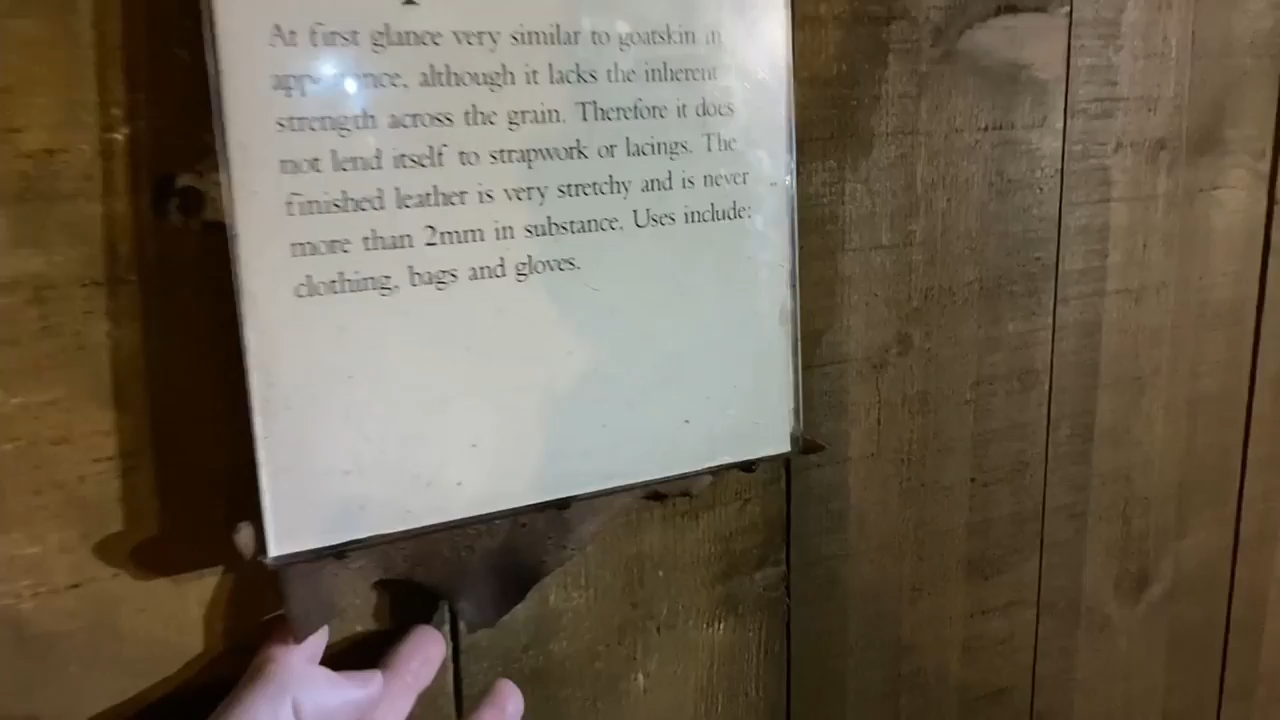 At first glance very similar to goatskin in
appearance, although it lacks the inherent
strength across the grain. Therefore it does
not lend itself to strapwork or lacings. The
finished leather is very stretchy and is never
more than 2mm in substance. Uses include:
clothing, bags and gloves.